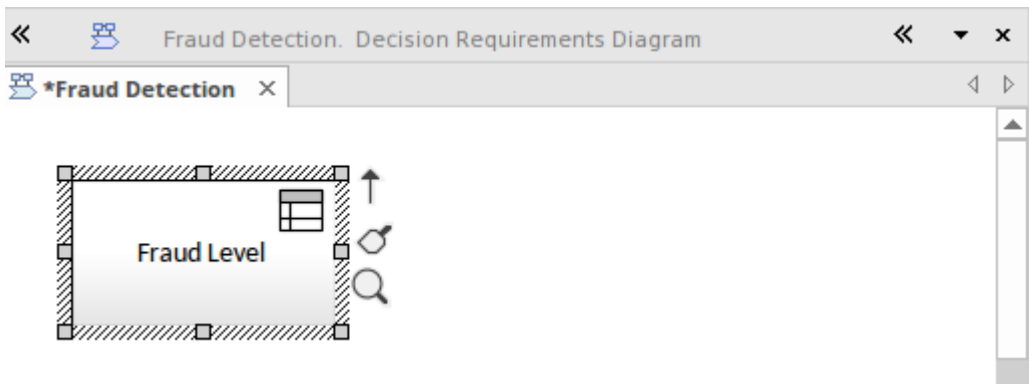 Fraud Detection.  Decision Requirements Diagram
*Fraud Detection
Fraud Level